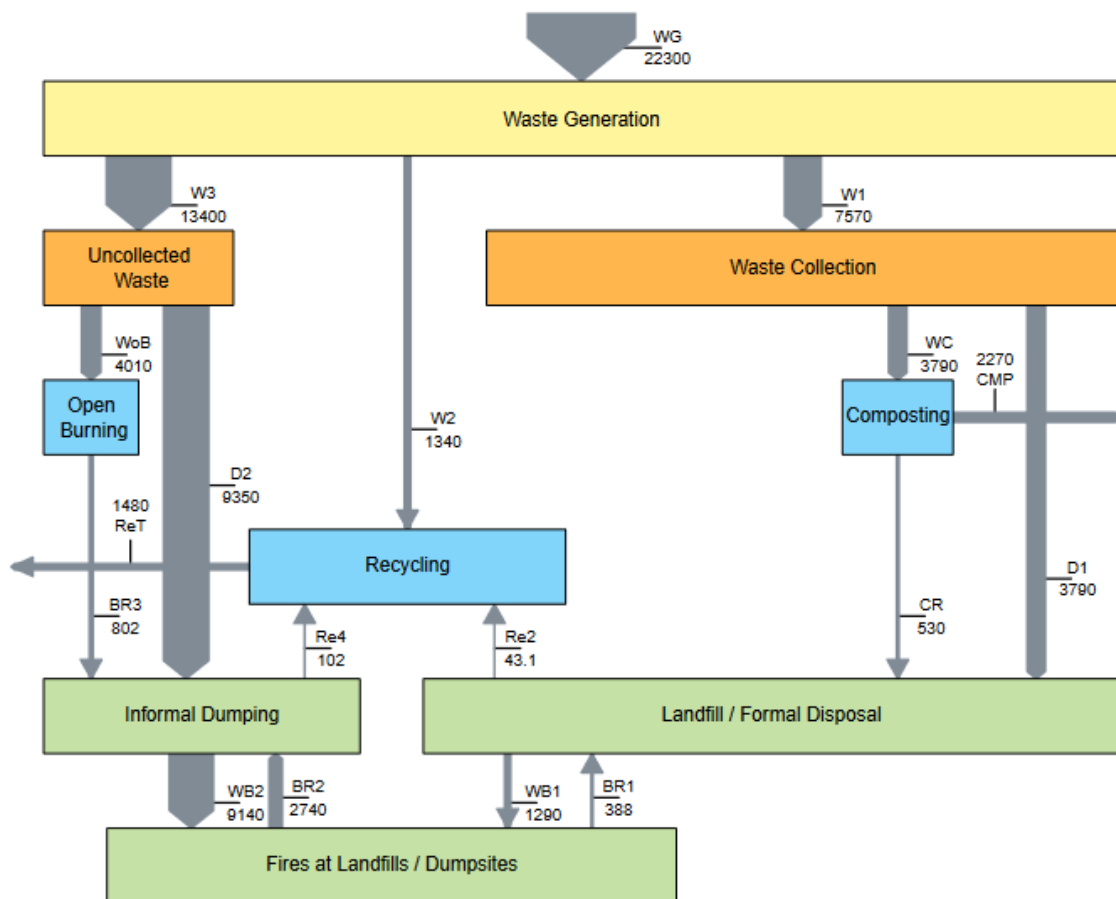 WG
22300
Waste Generation
W3
13400
W1
7570
Uncollected
Waste
Waste Collection
WoB
4010
WC
3790
2270
CMP
Open
Burning
Composting
W2
1340
D2
9350
1480
ReT
Recycling
D1
3790
BR3
802
Re4
102
Re2
43.1
CR
530
Informal Dumping
Landfill / Formal Disposal
WB2
9140
BR2
2740
WB1
1290
BR1
388
Fires at Landfills / Dumpsites